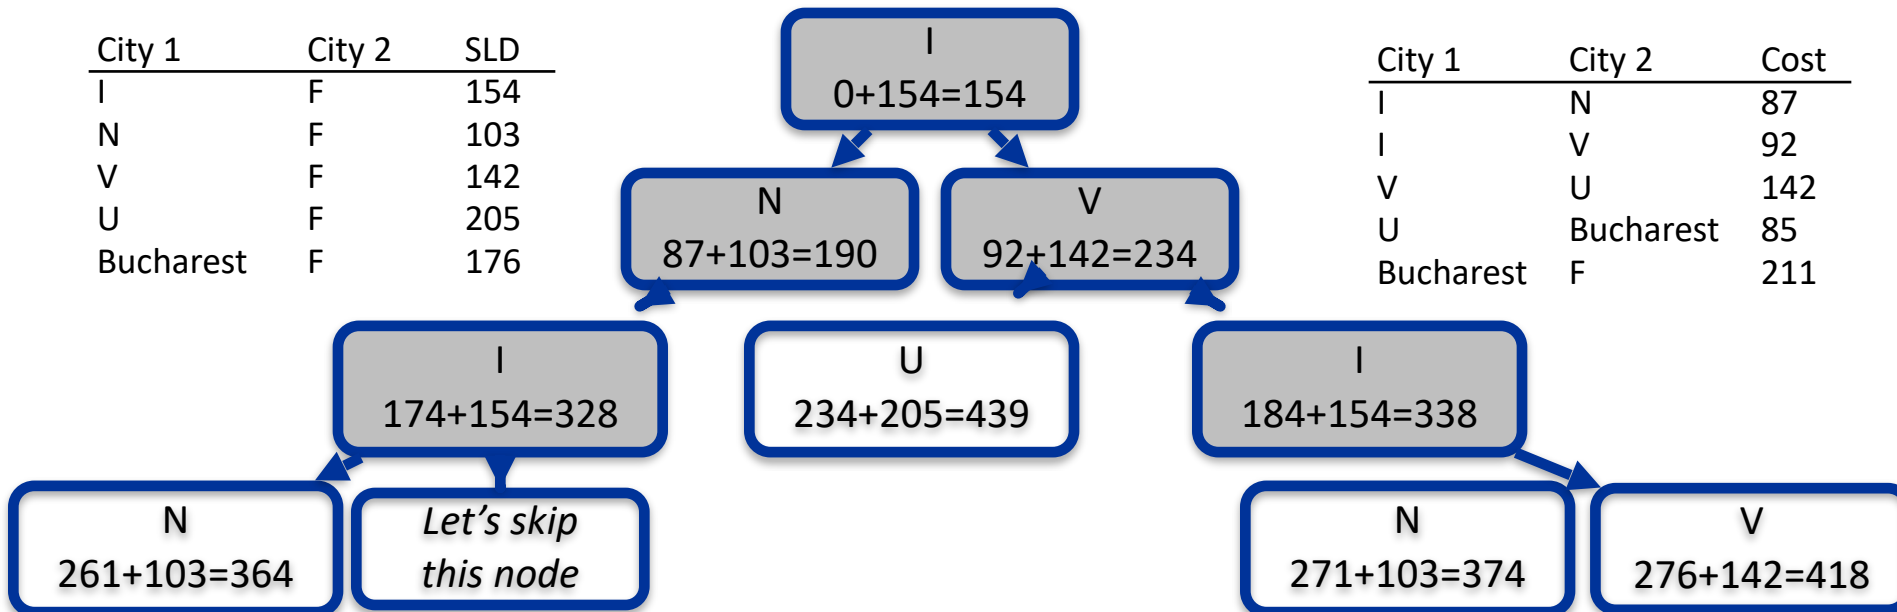 City 1 City 2 SLD
I F 154
N F 103
V F 142
U F 205
Bucharest F 176
I
0+154=154
City 1 City 2 Cost
I N 87
I V 92
V U 142
U Bucharest 85
Bucharest F 211
N
87+103=190
V
92+142=234
I
174+154=328
U
234+205=439
I
184+154=338
N
261+103=364
Let's skip
this node
N
271+103=374
V
276+142=418